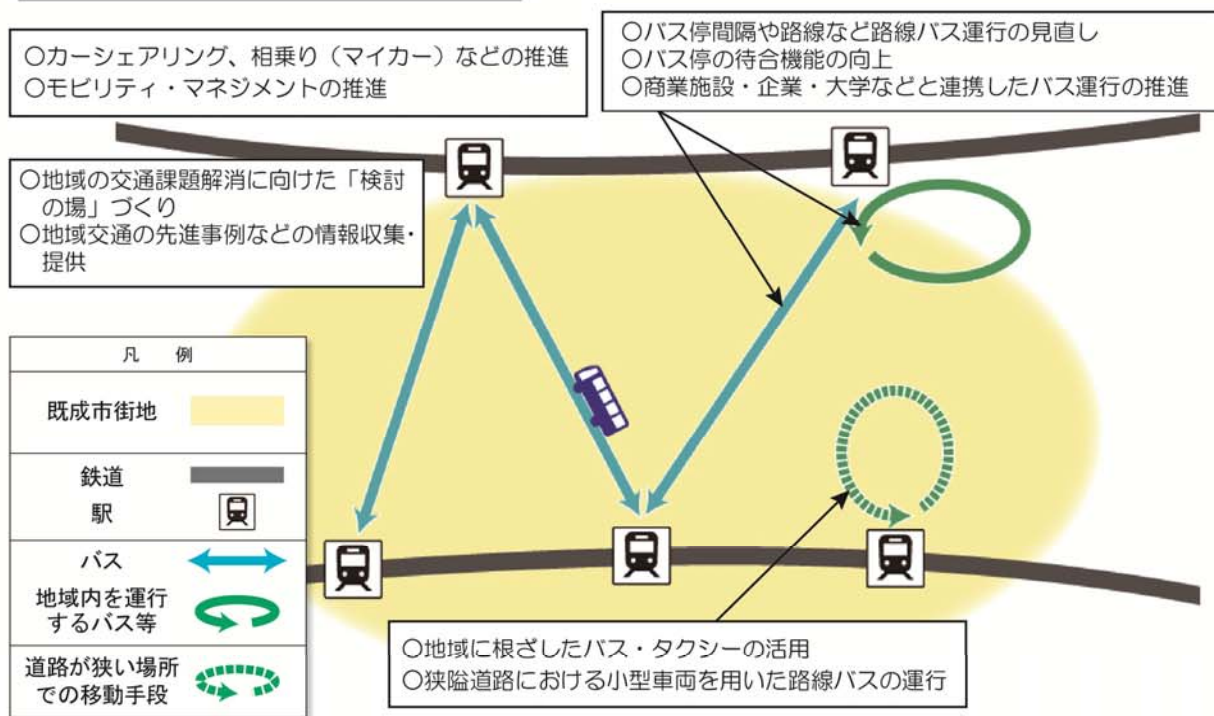 ○カーシェアリング、相乗り（マイカー）などの推進
○モビリティ・マネジメントの推進
○バス停間隔や路線など路線バス運行の見直し
○バス停の待合機能の向上
○商業施設・企業・大学などと連携したバス運行の推進
○地域の交通課題解消に向けた「検討
の場」づくり
○地域交通の先進事例などの情報収集・
提供
凡 例
既成市街地
鉄道
駅
バス
地域内を運行
するバス等
道路が狭い場所
での移動手段
○地域に根ざしたバス・タクシーの活用
○狭隘道路における小型車両を用いた路線バスの運行